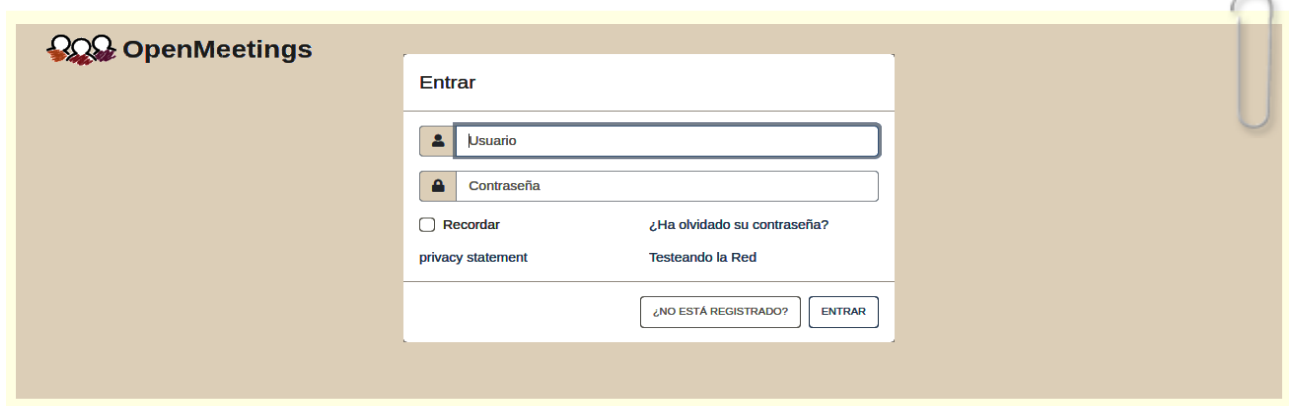 OpenMeetings
Entrar
Usuario
Contraseña
Recordar ¿Ha olvidado su contraseña?
privacy statement Testeando la Red
¿NO ESTÁ REGISTRADO? ENTRAR